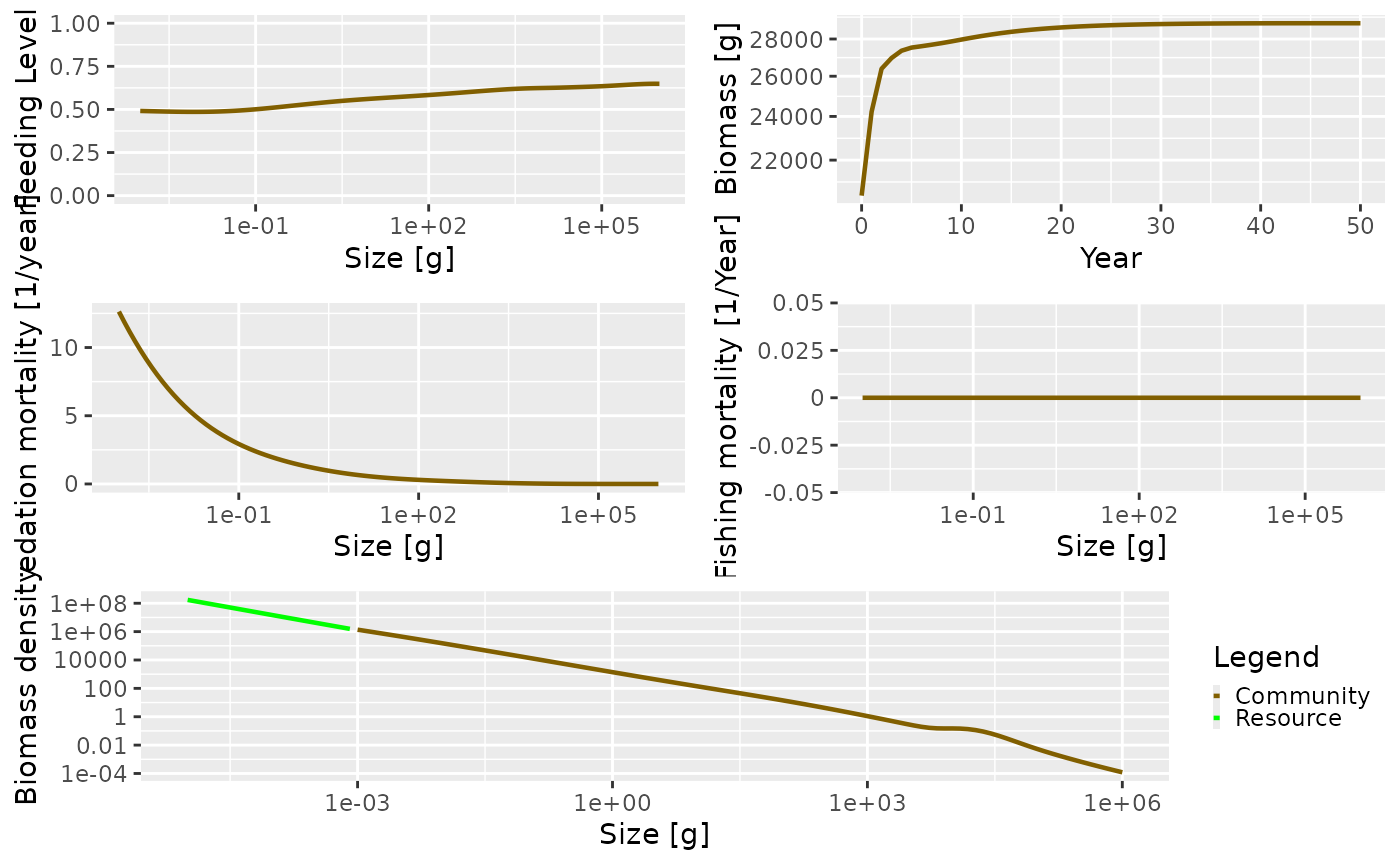 Feeding Level
1.00
0.75
0.50
0.25
0.00
1e-01
1e+02
1e+05
Size [g]
Biomass [g]
28000
26000
24000
22000
0
10
20
30
40
50
Year
mortality [1/year]
10
5
0
1e-01
1e+02
1e+05
Size [g]
Fishing mortality [1/Year]
0.05
0.025
0
-0.025
-0.05
1e-01
1e+02
1e+05
Size [g]
Biomass density
1e+08
1e+06
10000
100
1
0.01
1e-04
1e-03
1e+00
1e+03
1e+06
Size [g]
Legend
Community
Resource